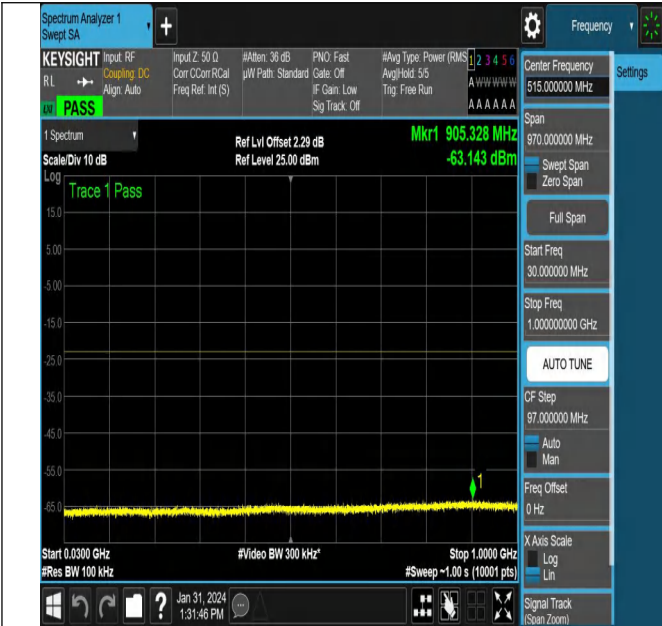 Spectrum Analyzer 1
Swept SA
+
Frequency
KEYSIGHT
RL
LXI
PASS
Input: RF
Coupling: DC
Align: Auto
Input Z: 50 Ω
Corr CCorr RCal
Freq Ref: Int (S)
#Atten: 36 dB
µW Path: Standard
PNO: Fast
Gate: Off
IF Gain: Low
Sig Track: Off
#Avg Type: Power (RMS
Avg|Hold: 5/5
Trig: Free Run
1 2 3 4 5 6
A W W W W W
A A A A A A
1 Spectrum
Scale/Div 10 dB
Ref Lvl Offset 2.29 dB
Ref Level 25.00 dBm
Mkr1 905.328 MHz
-63.143 dBm
Log
Trace 1 Pass
15.0
5.00
-5.00
-15.0
-25.0
-35.0
-45.0
-55.0
-65.0
1
Start 0.0300 GHz
#Res BW 100 kHz
#Video BW 300 kHz*
Stop 1.0000 GHz
#Sweep ~1.00 s (10001 pts)
Jan 31, 2024
1:31:46 PM
?
Center Frequency
515.000000 MHz
Settings
Span
970.000000 MHz
Swept Span
Zero Span
Full Span
Start Freq
30.000000 MHz
Stop Freq
1.000000000 GHz
AUTO TUNE
CF Step
97.000000 MHz
Auto
Man
Freq Offset
0 Hz
X Axis Scale
Log
Lin
Signal Track
(Span Zoom)